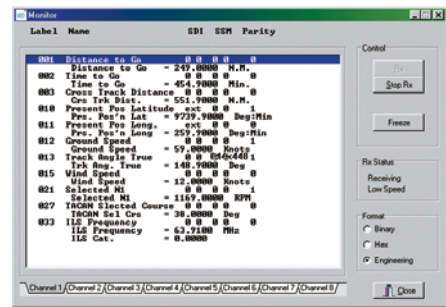 Monitor
Label Name SDI SSM Parity
001 Distance to Go 0 0 0 0 0
Distance to Go = 249.0000 N.M.
002 Time to Go 0 0 0 0 0
Time to Go = 454.9000 Min.
003 Cross Track Distance 0 0 0 0 0
Crs Trk Dist. = 551.9000 N.M.
010 Present Pos Latitude ext 0 0 1
Prs. Pos'n Lat = 9739.9000 Deg:Min
011 Present Pos Long. ext 0 0 0
Prs. Pos'n Long = 259.9000 Deg:Min
012 Ground Speed 0 0 0 0 1
Ground Speed = 59.0000 Knots
013 Track Angle True 0 0 1
Trk Ang. True = 148.9000 Deg
015 Wind Speed 0 0 0 0 0
Wind Speed = 12.0000 Knots
021 Selected N1 0 0 0 0 1
Selected N1 = 1169.0000 RPM
027 TACAN Slected Course 0 0 0 0 0
TACAN Sel Crs = 38.0000 Deg
033 ILS Frequency 0 0 0 0 0
ILS Frequency = 63.9100 MHz
ILS Cat. = 0.0000
Control
Rx
Stop Rx
Freeze
Rx Status
Receiving
Low Speed
Format
Binary
Hex
Engineering
Channel 1 Channel 2 Channel 3 Channel 4 Channel 5 Channel 6 Channel 7 Channel 8
Close